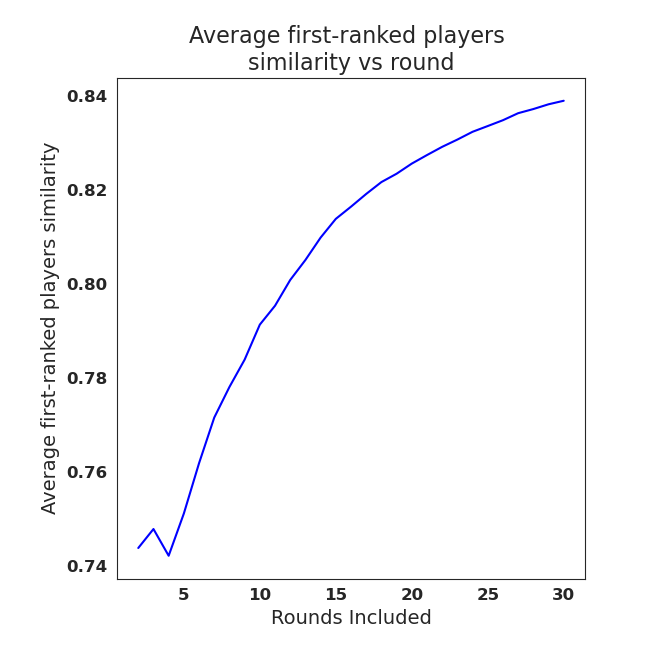 Average first-ranked players
similarity vs round
Average first-ranked players similarity
0.84
0.82
0.80
0.78
0.76
0.74
5 10 15 20 25 30
Rounds Included